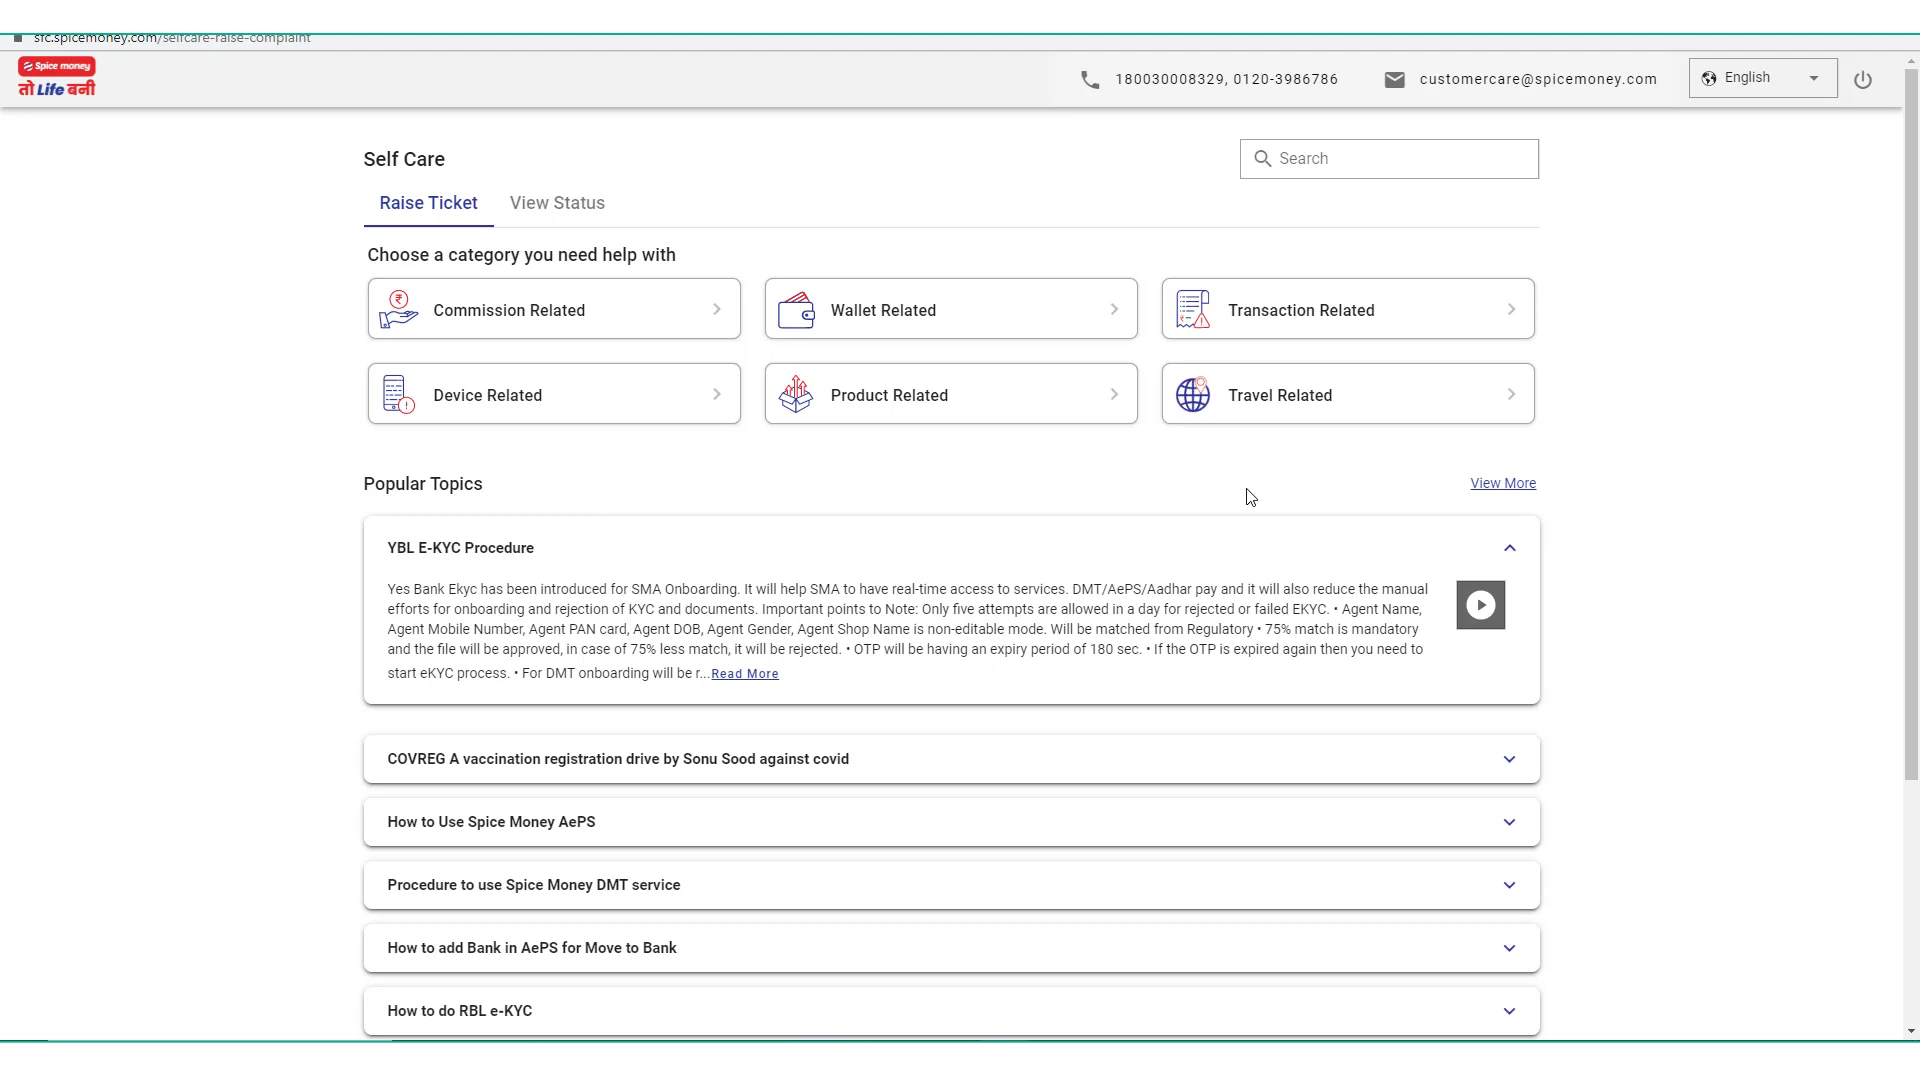 sfc.spicemoney.com/selfcare-raise-complaint
Spice money
तो Life बनी
180030008329, 0120-3986786
customercare@spicemoney.com
English
Self Care
Search
Raise Ticket
View Status
Choose a category you need help with
Commission Related
Wallet Related
Transaction Related
Device Related
Product Related
Travel Related
Popular Topics
View More
YBL E-KYC Procedure
Yes Bank Ekyc has been introduced for SMA Onboarding. It will help SMA to have real-time access to services. DMT/AePS/Aadhar pay and it will also reduce the manual
efforts for onboarding and rejection of KYC and documents. Important points to Note: Only five attempts are allowed in a day for rejected or failed EKYC. • Agent Name,
Agent Mobile Number, Agent PAN card, Agent DOB, Agent Gender, Agent Shop Name is non-editable mode. Will be matched from Regulatory • 75% match is mandatory
and the file will be approved, in case of 75% less match, it will be rejected. • OTP will be having an expiry period of 180 sec. • If the OTP is expired again then you need to
start eKYC process. • For DMT onboarding will be r...Read More
COVREG A vaccination registration drive by Sonu Sood against covid
How to Use Spice Money AePS
Procedure to use Spice Money DMT service
How to add Bank in AePS for Move to Bank
How to do RBL e-KYC